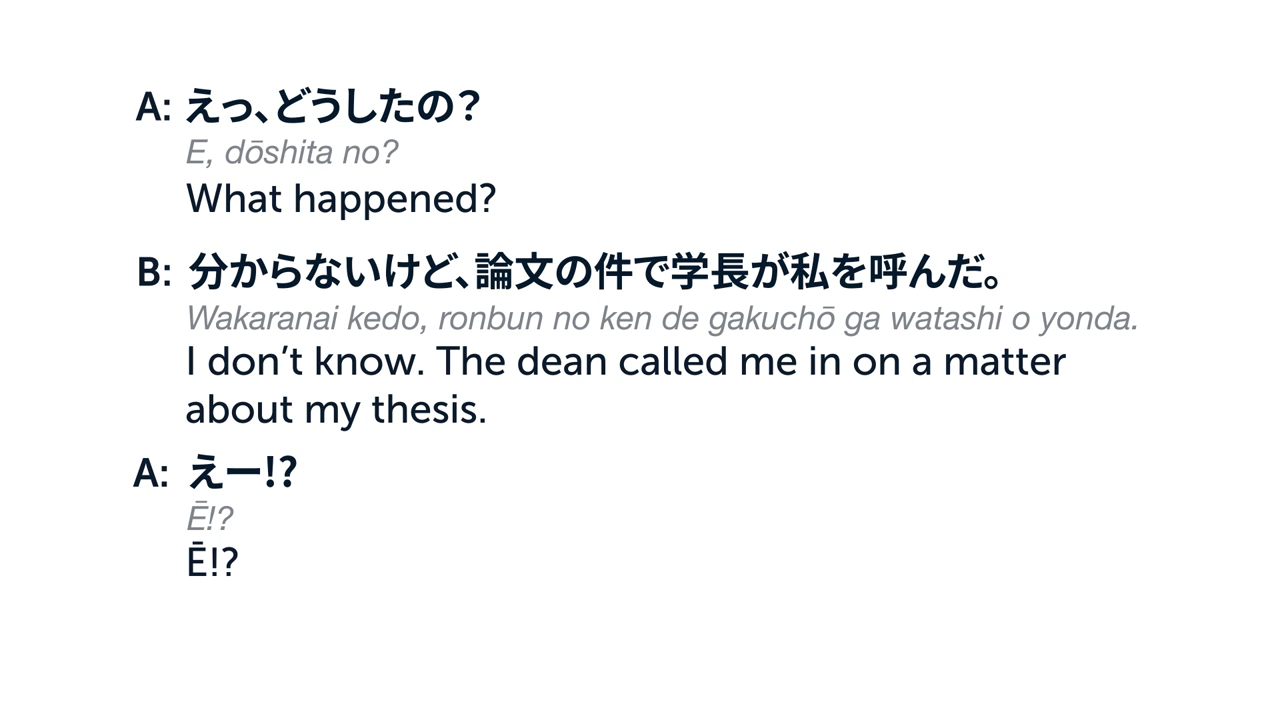 A: えっ、どうしたの？
E, dōshita no?
What happened?
B: 分からないけど、論文の件で学長が私を呼んだ。
Wakaranai kedo, ronbun no ken de gakuchō ga watashi o yonda.
I don’t know. The dean called me in on a matter
about my thesis.
A: えー!?
Ē!?
Ē!?